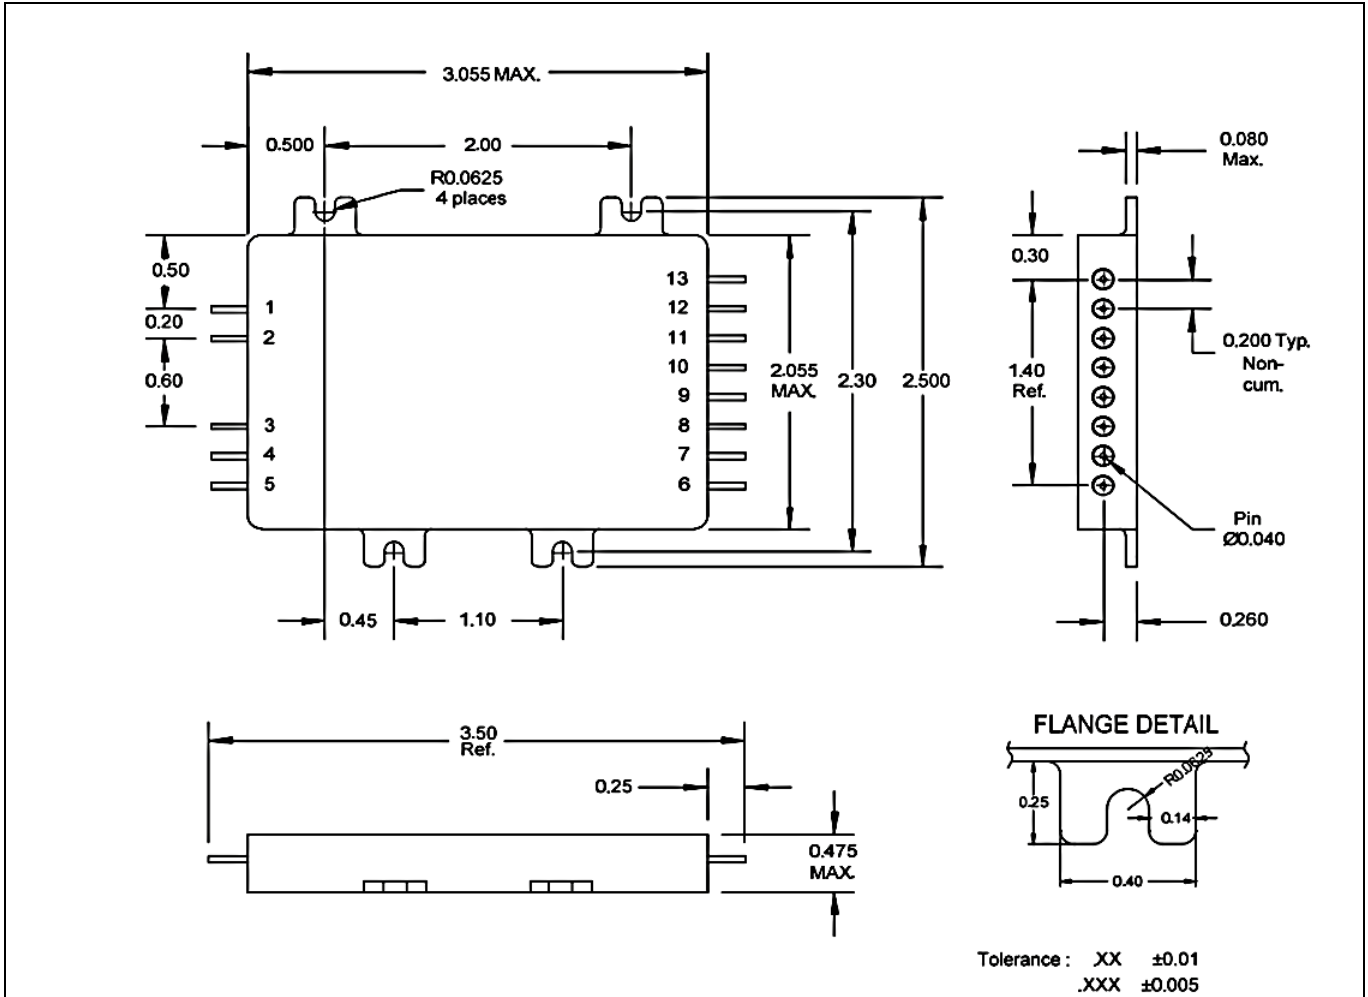 3.055 MAX.
0.500
2.00
R0.0625
4 places
0.50
0.20
0.60
1
2
3
4
5
13
12
11
10
9
8
7
6
2.055
MAX.
2.30
2.500
0.45
1.10
0.080
Max.
0.30
1.40
Ref.
0.200 Typ.
Non-
cum.
Pin
Ø0.040
0.260
3.50
Ref.
0.25
0.475
MAX.
FLANGE DETAIL
R0.0625
0.25
0.14
0.40
Tolerance : .XX ±0.01
.XXX ±0.005